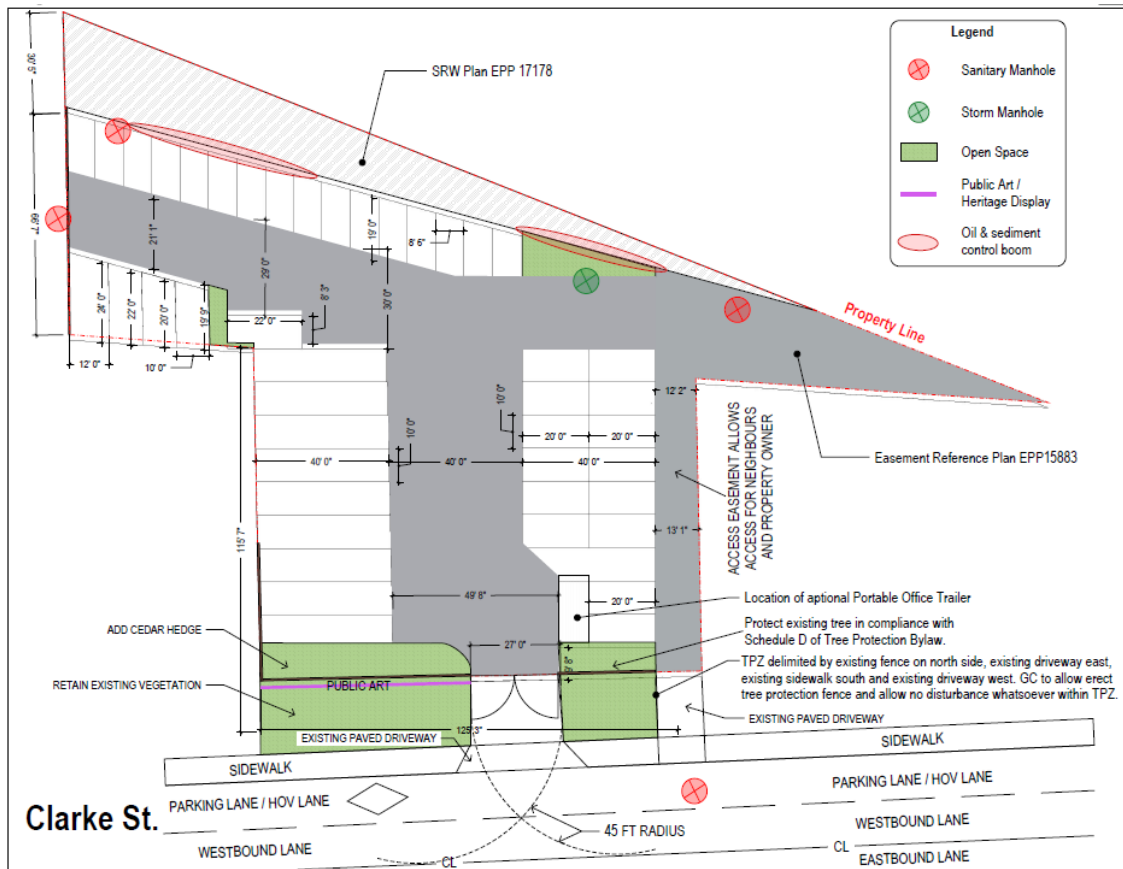 Legend
Sanitary Manhole
Storm Manhole
Open Space
Public Art /
Heritage Display
Oil & sediment
control boom
SRW Plan EPP 17178
30' 5"
66' 7"
21' 1"
29' 0"
19' 0"
8' 6"
30' 0"
8' 3"
24' 0"
22' 0"
20' 0"
19' 9"
22' 0"
12' 0"
10' 0"
Property Line
12' 2"
10' 0"
20' 0"
20' 0"
10' 0"
40' 0"
40' 0"
40' 0"
Easement Reference Plan EPP15883
ACCESS EASEMENT ALLOWS
ACCESS FOR NEIGHBOURS
AND PROPERTY OWNER
13' 1"
115' 7"
49' 8"
20' 0"
Location of aptional Portable Office Trailer
Protect existing tree in compliance with
Schedule D of Tree Protection Bylaw.
TPZ delimited by existing fence on north side, existing driveway east,
existing sidewalk south and existing driveway west. GC to allow erect
tree protection fence and allow no disturbance whatsoever within TPZ.
ADD CEDAR HEDGE
27' 0"
RETAIN EXISTING VEGETATION
PUBLIC ART
EXISTING PAVED DRIVEWAY
125' 3"
EXISTING PAVED DRIVEWAY
SIDEWALK
SIDEWALK
Clarke St.
PARKING LANE / HOV LANE
PARKING LANE / HOV LANE
45 FT RADIUS
WESTBOUND LANE
WESTBOUND LANE
CL
CL
EASTBOUND LANE